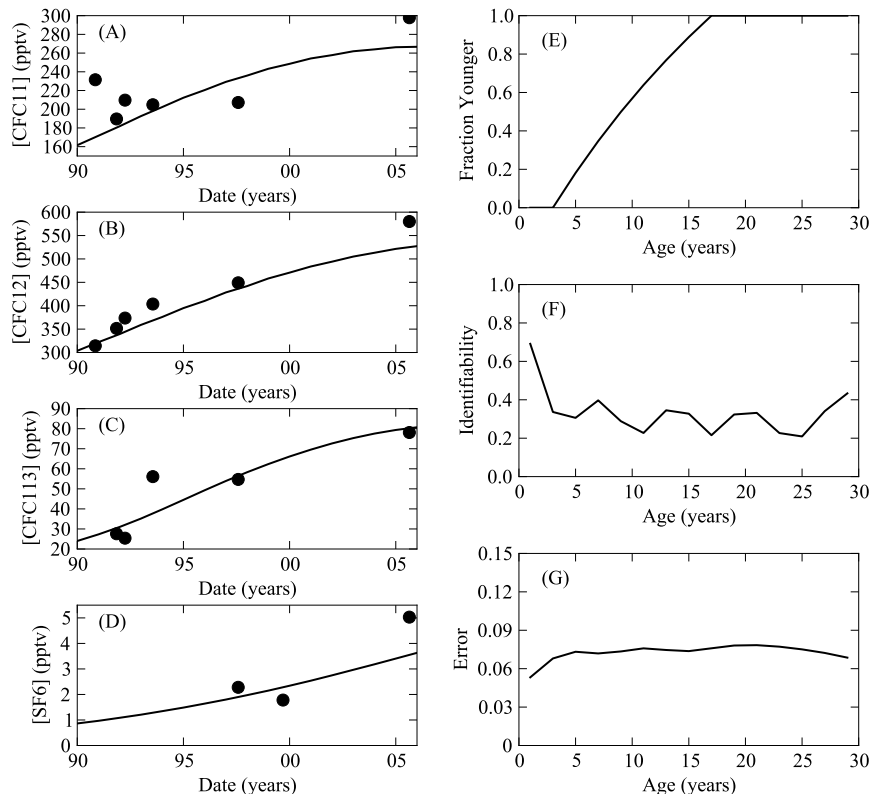 (A)
[CFC11] (pptv)
300
280
260
240
220
200
180
160
90 95 00 05
Date (years)
(B)
[CFC12] (pptv)
600
550
500
450
400
350
300
90 95 00 05
Date (years)
(C)
[CFC113] (pptv)
90
80
70
60
50
40
30
20
90 95 00 05
Date (years)
(D)
[SF6] (pptv)
5
4
3
2
1
0
90 95 00 05
Date (years)
(E)
Fraction Younger
1.0
0.8
0.6
0.4
0.2
0.0
0 5 10 15 20 25 30
Age (years)
(F)
Identifiability
1.0
0.8
0.6
0.4
0.2
0.0
0 5 10 15 20 25 30
Age (years)
(G)
Error
0.15
0.12
0.09
0.06
0.03
0
0 5 10 15 20 25 30
Age (years)